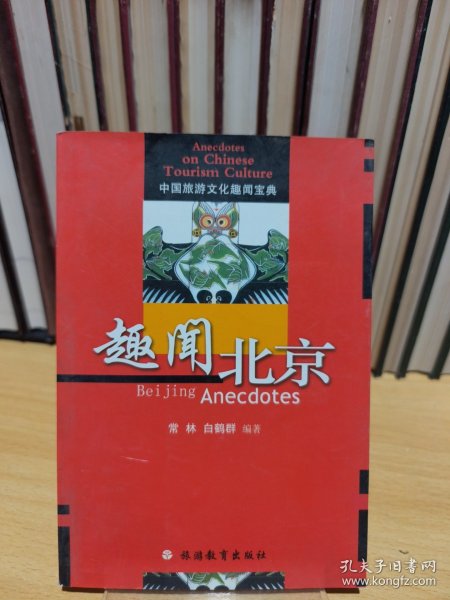 Anecdotes
on Chinese
Tourism Culture
中国旅游文化趣闻宝典
趣闻北京
Beijing Anecdotes
常 林 白鹤群 编著
旅游教育出版社
孔夫子旧书网
www.kongfz.com